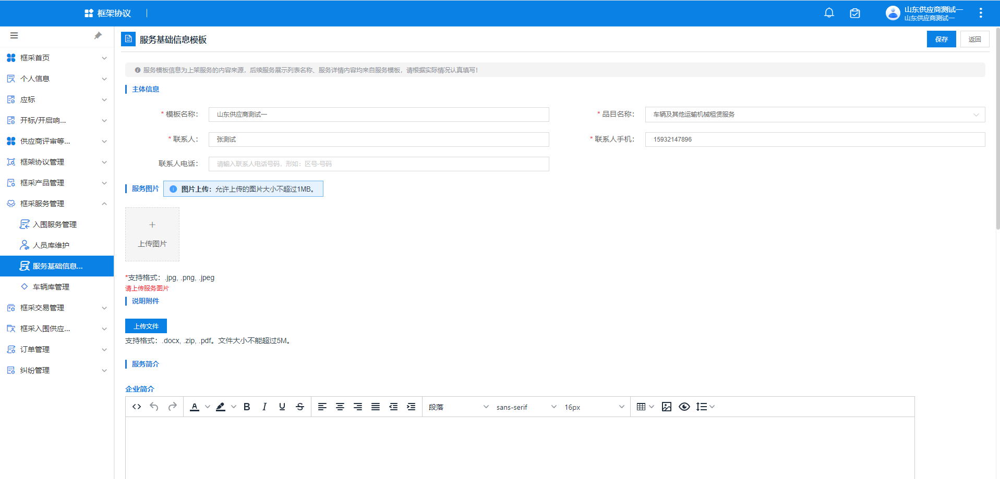 框架协议
山东供应商测试一
山东供应商测试一
服务基础信息模板
保存
返回
框采首页
个人信息
应标
开标/开启响...
供应商评审等...
框架协议管理
框采产品管理
框采服务管理
入围服务管理
人员库维护
服务基础信息...
车辆库管理
框采交易管理
框采入围供应...
订单管理
纠纷管理
服务模板信息为上架服务的内容来源，后续服务展示列表名称、服务详情内容均来自服务模板，请根据实际情况认真填写！
主体信息
* 模板名称： 山东供应商测试一
* 品目名称： 车辆及其他运输机械租赁服务
* 联系人： 张测试
* 联系人手机： 15932147896
联系人电话： 请输入联系人电话号码，形如：区号-号码
服务图片
图片上传：允许上传的图片大小不超过1MB。
上传图片
*支持格式：.jpg, .png, .jpeg
请上传服务图片
说明附件
上传文件
支持格式：.docx, .zip, .pdf。文件大小不能超过5M。
服务简介
企业简介
段落
sans-serif
16px